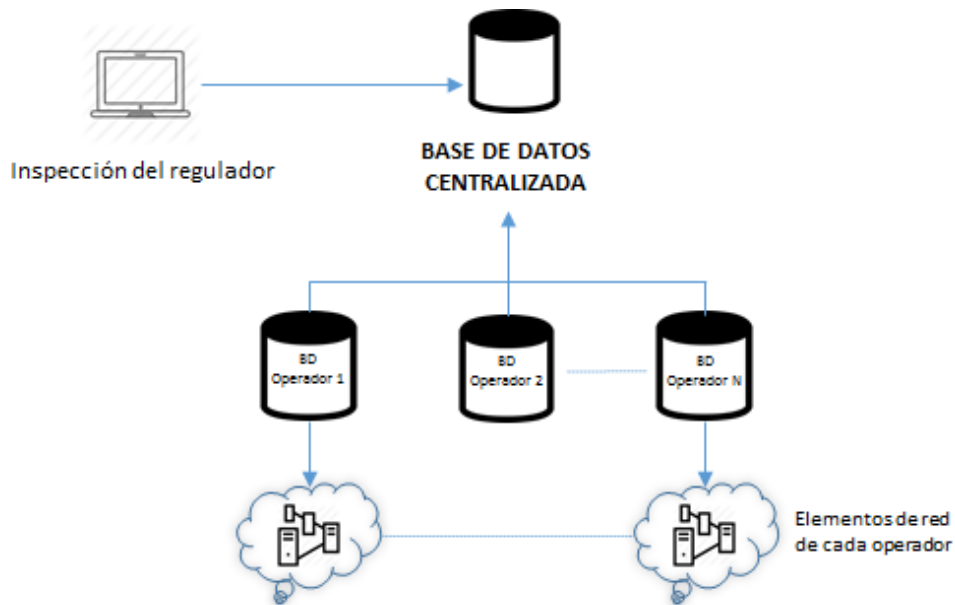 Inspección del regulador
BASE DE DATOS
CENTRALIZADA
BD
Operador 1
BD
Operador 2
BD
Operador N
Elementos de red
de cada operador